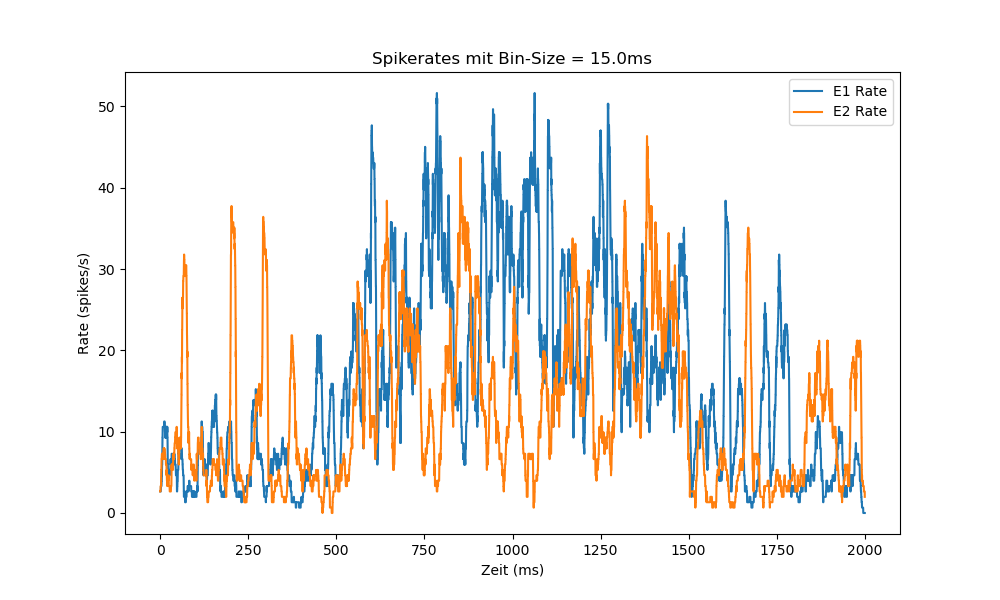 Spikerates mit Bin-Size = 15.0ms
E1 Rate
E2 Rate
50
40
30
20
10
0
Rate (spikes/s)
0 250 500 750 1000 1250 1500 1750 2000
Zeit (ms)